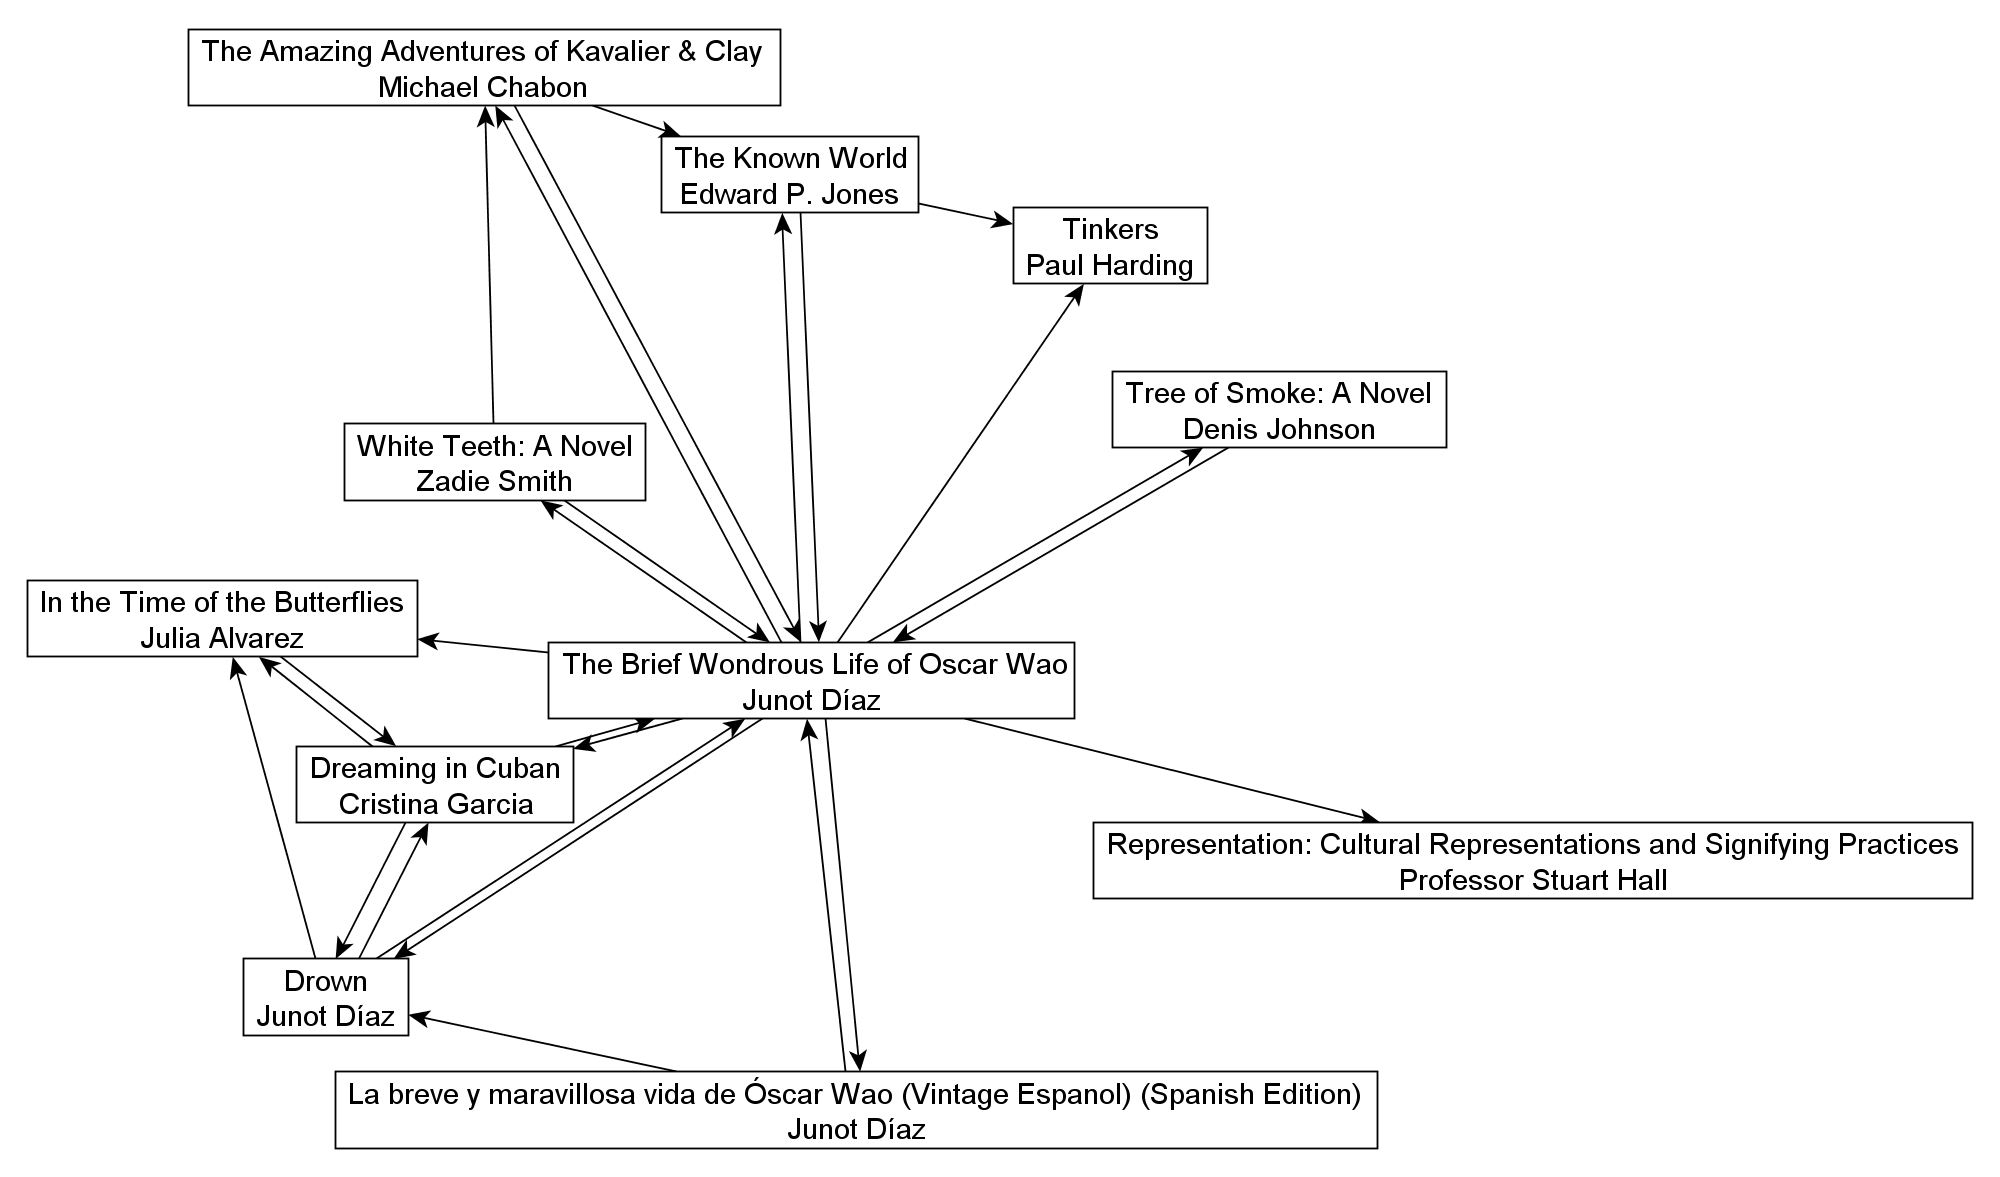 The Amazing Adventures of Kavalier & Clay
Michael Chabon
The Known World
Edward P. Jones
Tinkers
Paul Harding
Tree of Smoke: A Novel
Denis Johnson
White Teeth: A Novel
Zadie Smith
In the Time of the Butterflies
Julia Alvarez
The Brief Wondrous Life of Oscar Wao
Junot Díaz
Dreaming in Cuban
Cristina Garcia
Representation: Cultural Representations and Signifying Practices
Professor Stuart Hall
Drown
Junot Díaz
La breve y maravillosa vida de Óscar Wao (Vintage Espanol) (Spanish Edition)
Junot Díaz